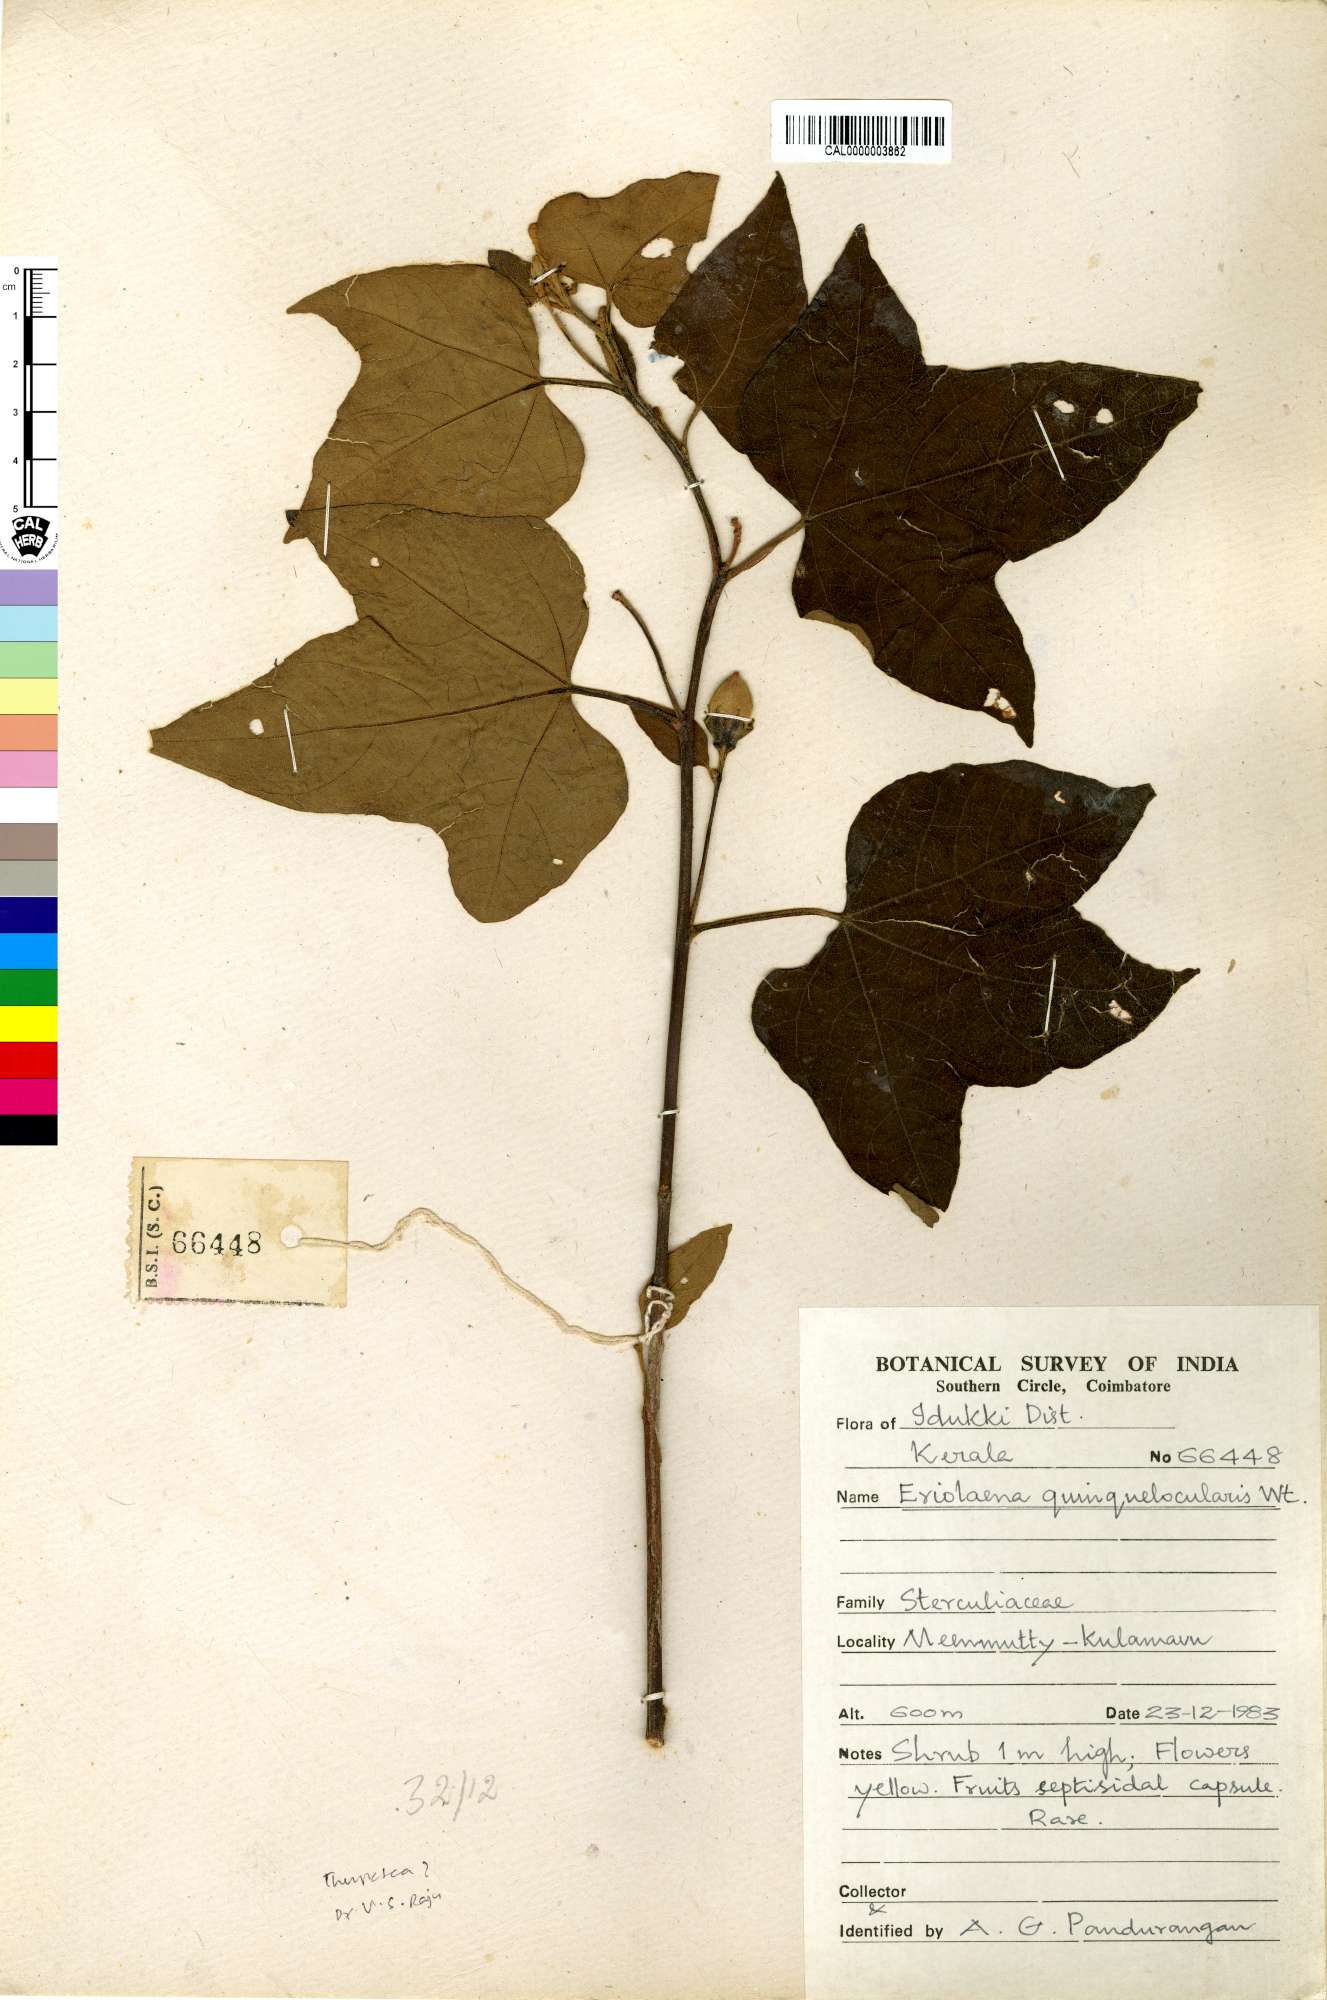 CAL0000003862
0
cm
1
2
3
4
5
CAL
HERB
CENTRAL NATIONAL HERBARIUM
B.S.I. (S. C.)
66448
BOTANICAL SURVEY OF INDIA
Southern Circle, Coimbatore
Flora of Idukki Dist.
Kerala No 66448
Name Eriolaena quinquelocularis Wt.
Family Sterculiaceae
Locality Meenmutty - Kulamavu
Alt. 600m Date 23-12-1983
Notes Shrub 1 m high; Flowers
yellow. Fruits septisidal capsule.
Rare.
Collector
&
Identified by A. G. Pandurangan
32/12
Dr. V. S. Raju